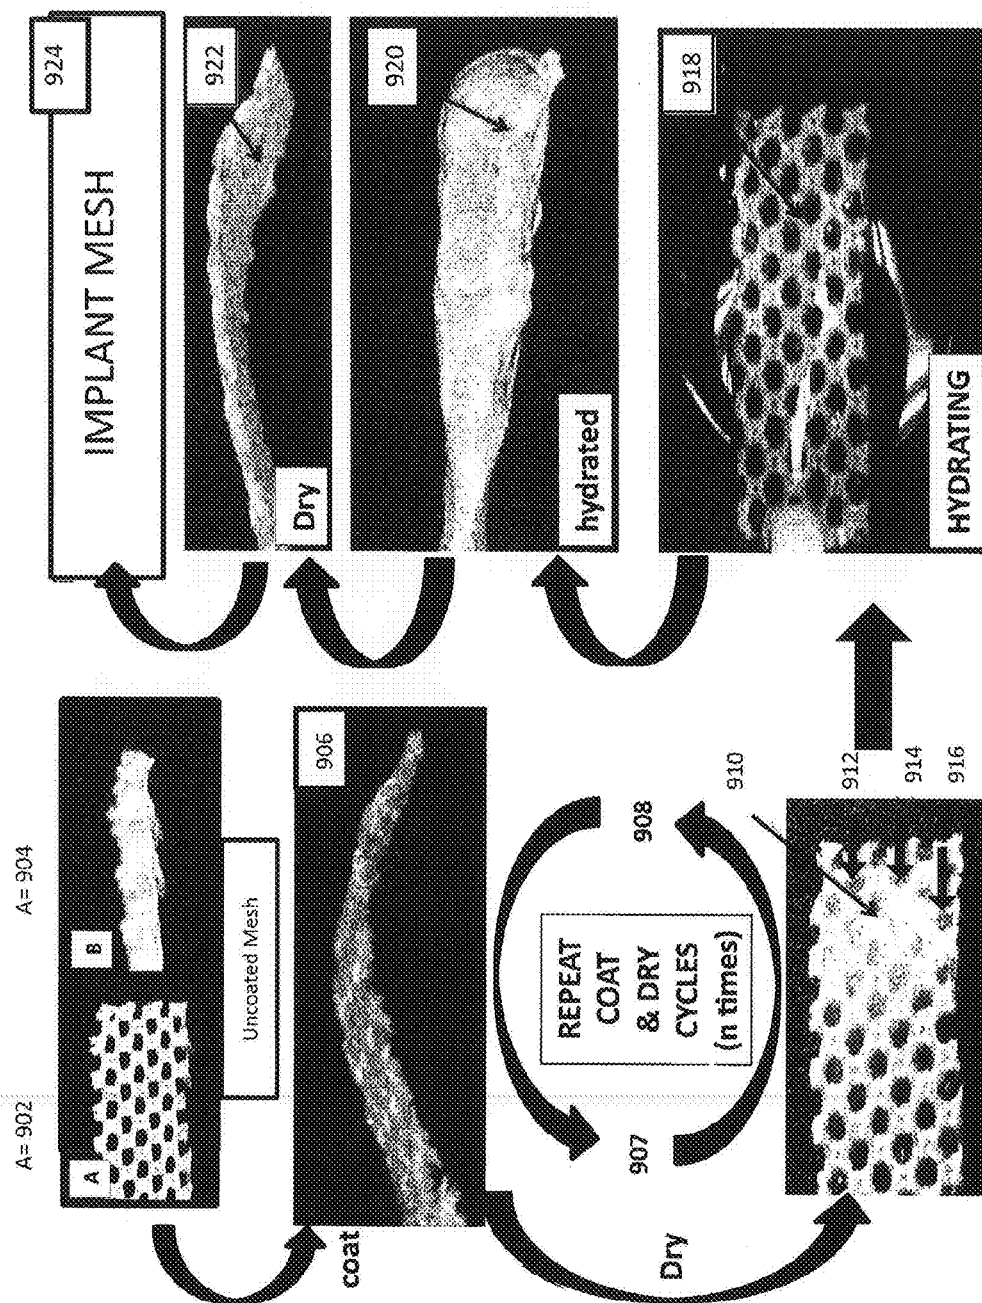 A= 902
A= 904
A
B
Uncoated Mesh
coat
906
REPEAT
COAT
& DRY
CYCLES
(n times)
907
908
Dry
910
912
914
916
HYDRATING
918
hydrated
920
Dry
922
IMPLANT MESH
924